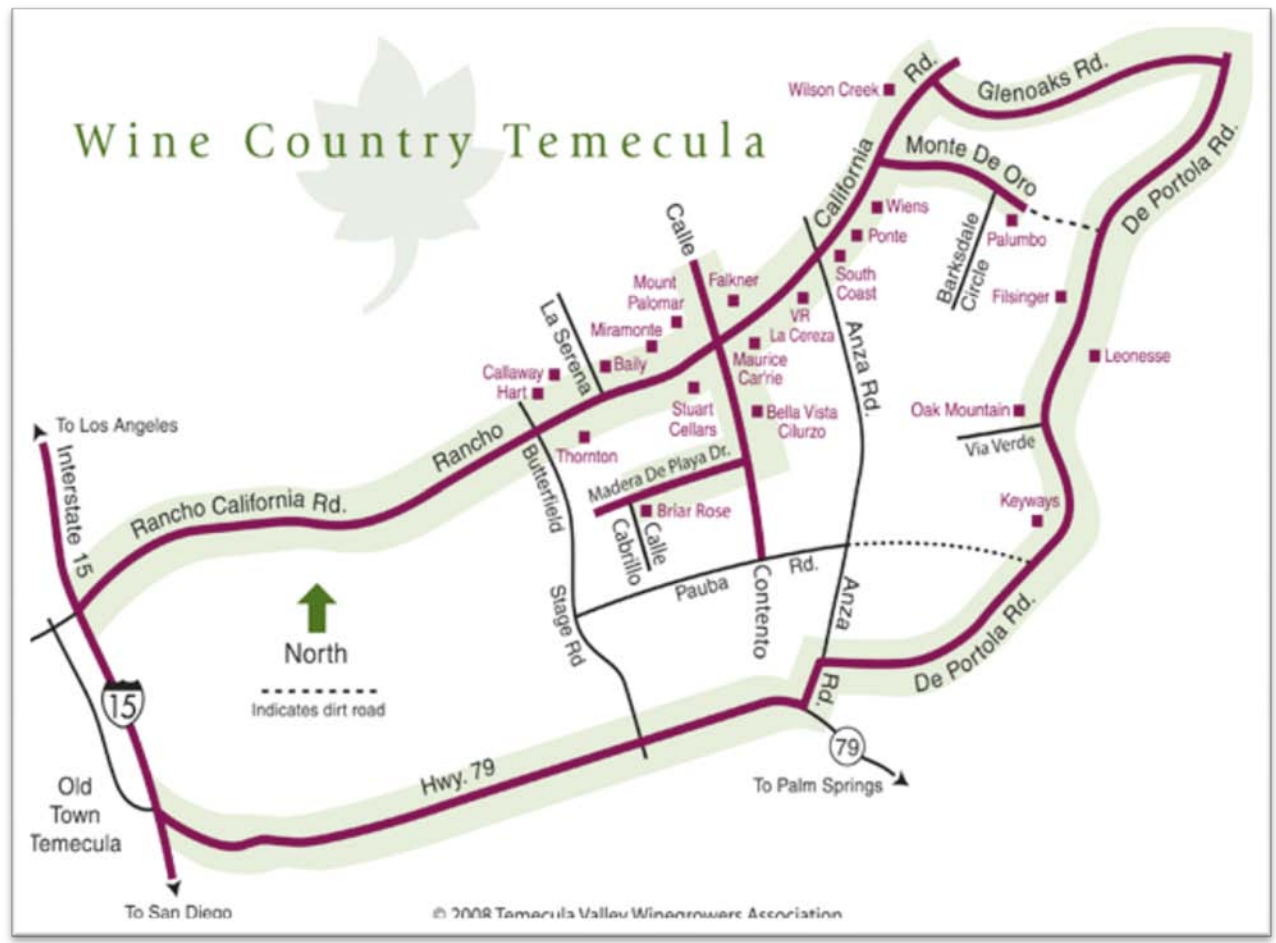 Wine Country Temecula
Wilson Creek
Rd.
Glenoaks Rd.
California
Monte De Oro
De Portola Rd.
Wiens
Ponte
South
Coast
Barksdale
Circle
Palumbo
Filsinger
Leonesse
Calle
Mount
Palomar
Falkner
VR
La Cereza
Anza Rd.
La Serena
Miramonte
Baily
Maurice
Car'rie
Callaway
Hart
Stuart
Cellars
Bella Vista
Cilurzo
Oak Mountain
Via Verde
To Los Angeles
Interstate 15
Rancho
Thornton
Butterfield
Madera De Playa Dr.
Briar Rose
Calle
Cabrillo
Keyways
Rancho California Rd.
Stage Rd
Pauba
Rd.
Contento
Anza
Rd.
De Portola Rd.
North
Indicates dirt road
15
79
To Palm Springs
Hwy. 79
Old
Town
Temecula
To San Diego
© 2008 Temecula Valley Winegrowers Association